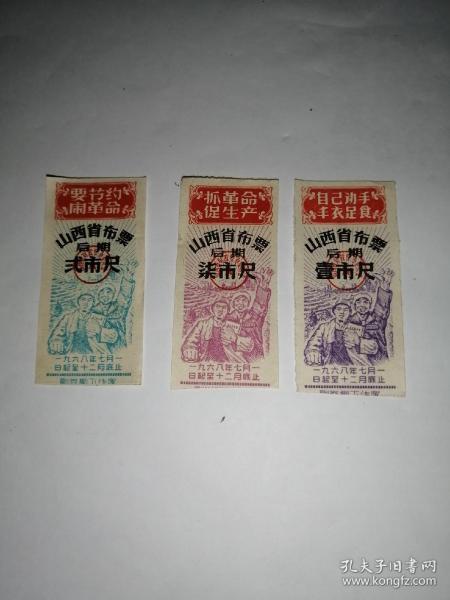 要节约
闹革命
山西省布票
后期
弍市尺
一九六八年七月一
日起至十二月底止
抓革命
促生产
山西省布票
后期
柒市尺
一九六八年七月一
日起至十二月底止
自己动手
丰衣足食
山西省布票
后期
壹市尺
一九六八年七月一
日起至十二月底止
孔夫子旧书网
www.kongfz.com